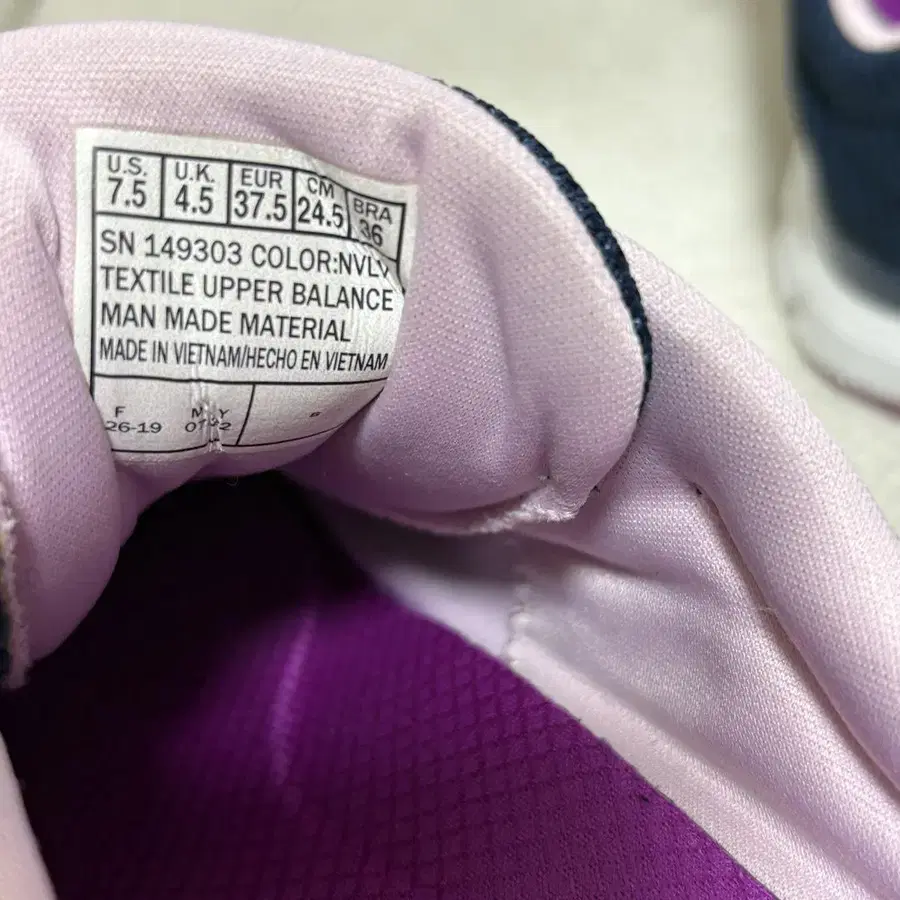 U.S. U.K. EUR CM BRA
7.5 4.5 37.5 24.5 36
SN 149303 COLOR:NVLV
TEXTILE UPPER BALANCE
MAN MADE MATERIAL
MADE IN VIETNAM/HECHO EN VIETNAM
F M Y
26-19